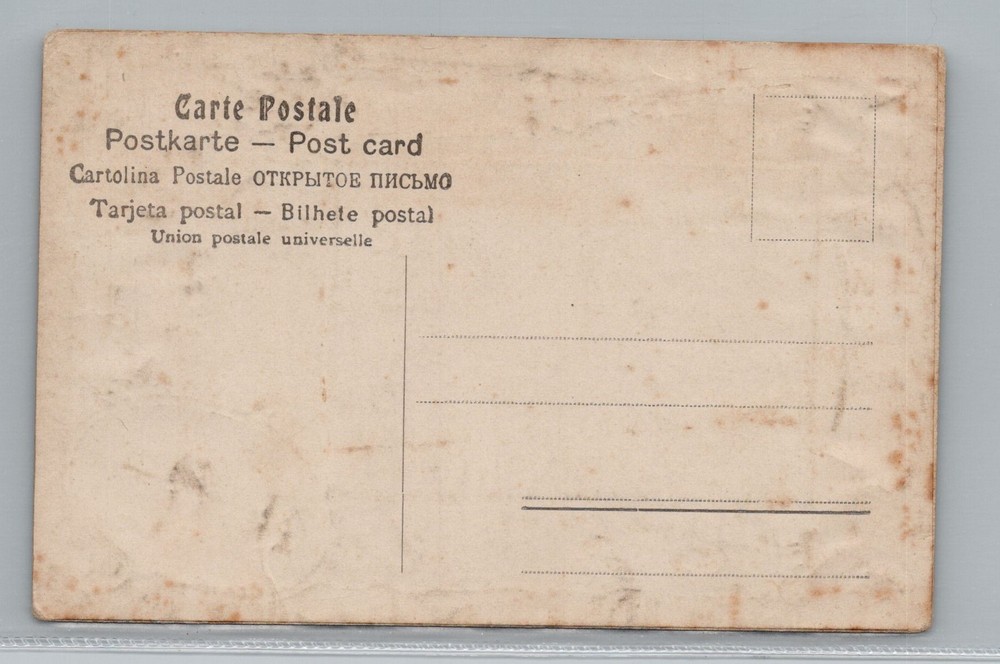 Carte Postale
Postkarte — Post card
Cartolina Postale ОТКРЫТОЕ ПИСЬМО
Tarjeta postal — Bilhete postal
Union postale universelle